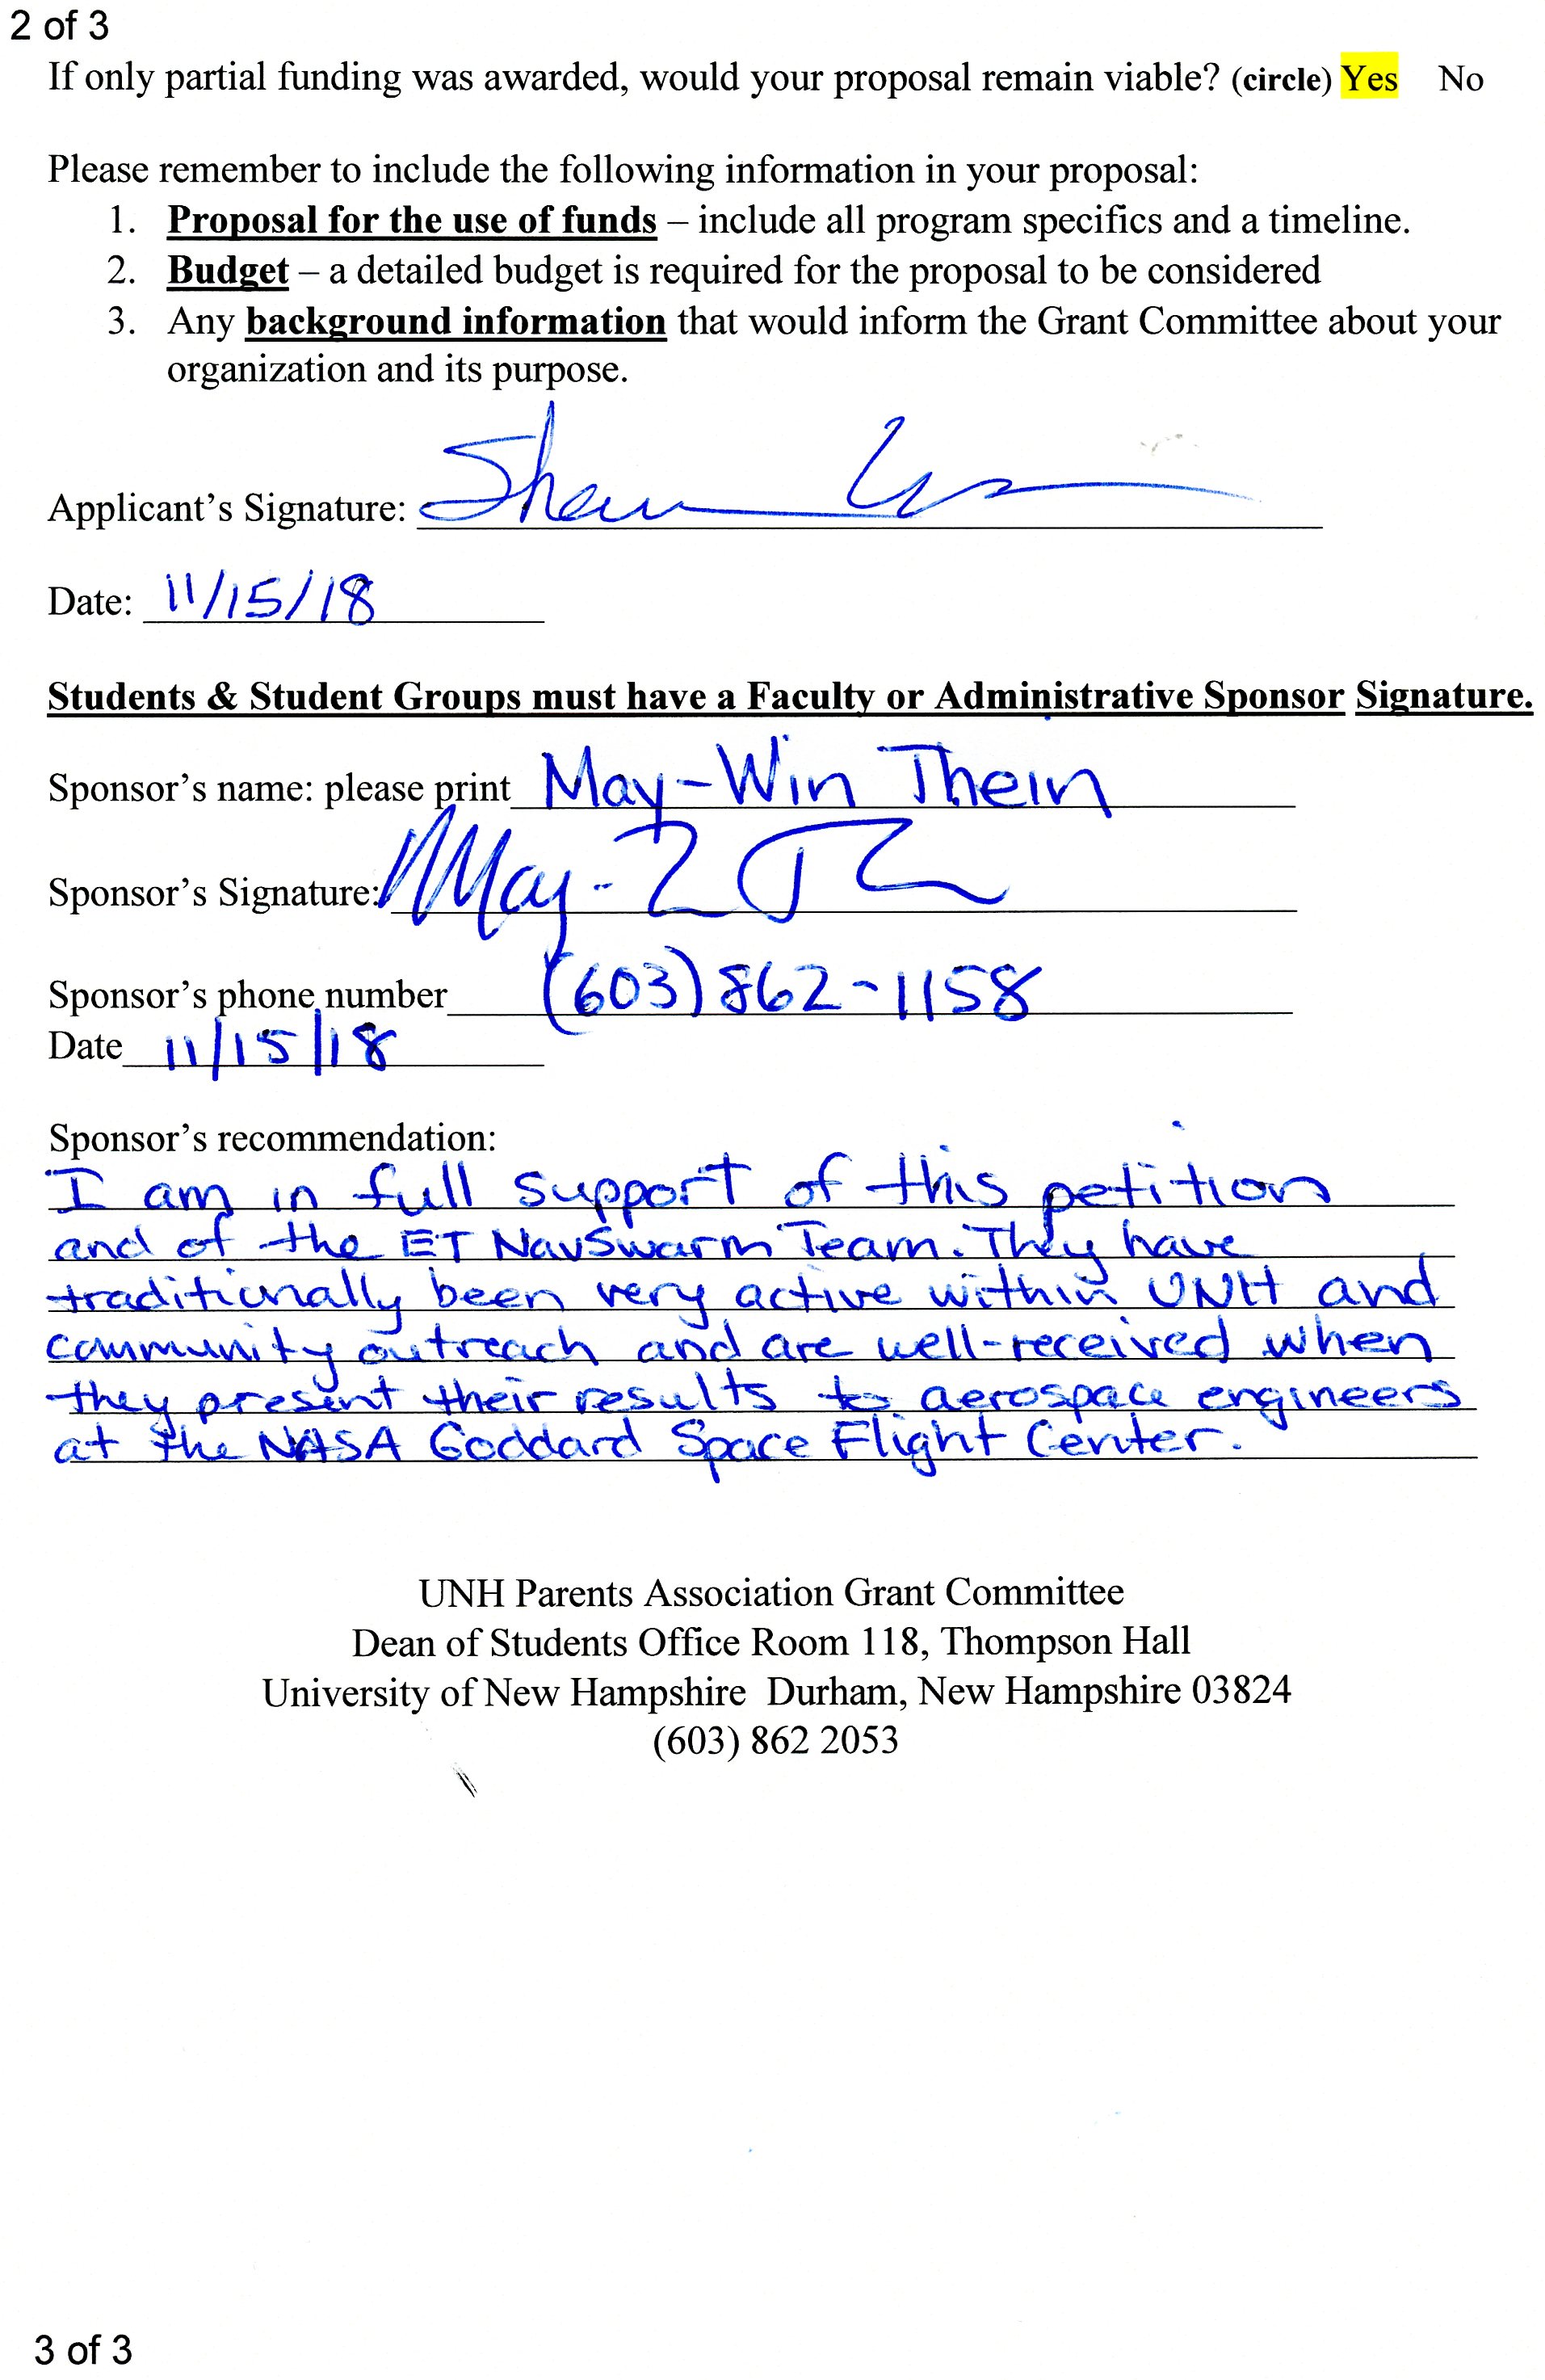 2 of 3
If only partial funding was awarded, would your proposal remain viable? (circle) Yes No
Please remember to include the following information in your proposal:
1. Proposal for the use of funds – include all program specifics and a timeline.
2. Budget – a detailed budget is required for the proposal to be considered
3. Any background information that would inform the Grant Committee about your
organization and its purpose.
Applicant's Signature:
Date: 11/15/18
Students & Student Groups must have a Faculty or Administrative Sponsor Signature.
Sponsor's name: please print May-Win Thein
Sponsor's Signature: May-
Sponsor's phone number (603) 862-1158
Date 11/15/18
Sponsor's recommendation:
I am in full support of this petition
and of the ET NavSwarm Team. They have
traditionally been very active within UNH and
community outreach and are well-received when
they present their results to aerospace engineers
at the NASA Goddard Space Flight Center.
UNH Parents Association Grant Committee
Dean of Students Office Room 118, Thompson Hall
University of New Hampshire Durham, New Hampshire 03824
(603) 862 2053
3 of 3